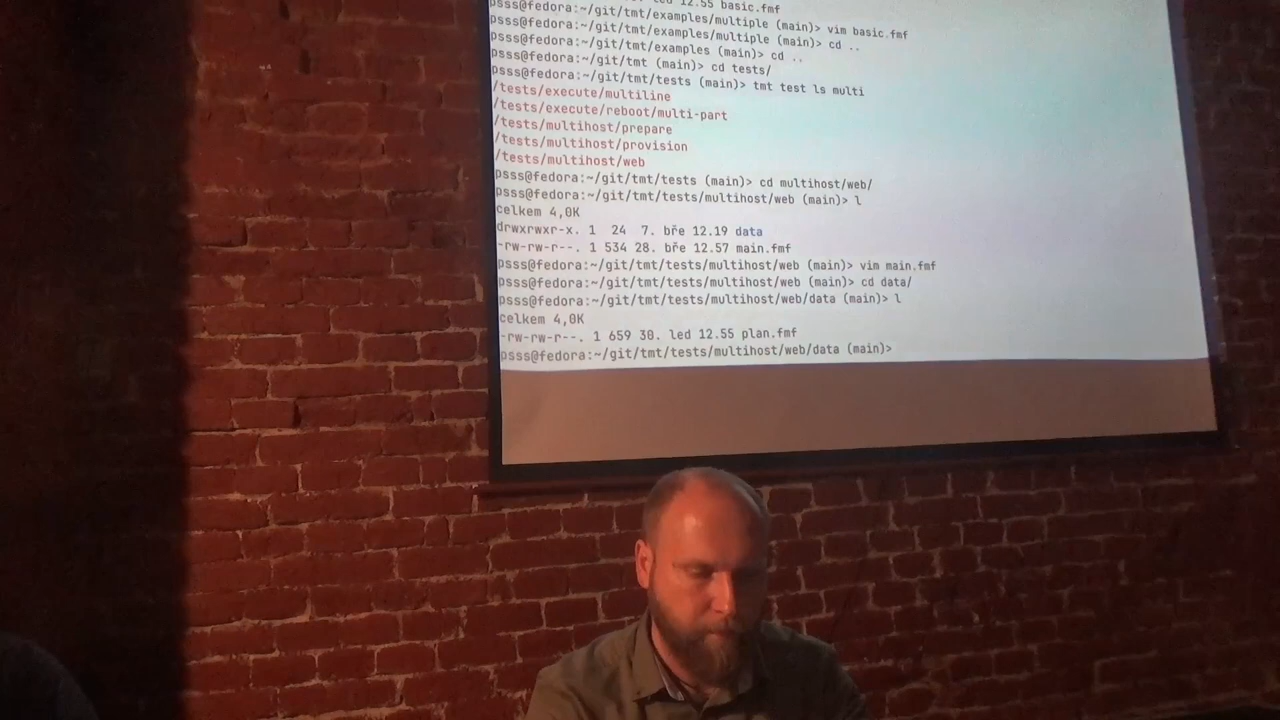 12.55 basic.fmf
psss@fedora:~/git/tmt/examples/multiple (main)> vim basic.fmf
psss@fedora:~/git/tmt/examples/multiple (main)> cd ..
psss@fedora:~/git/tmt/examples (main)> cd ..
psss@fedora:~/git/tmt (main)> cd tests/
psss@fedora:~/git/tmt/tests (main)> tmt test ls multi
/tests/execute/multiline
/tests/execute/reboot/multi-part
/tests/multihost/prepare
/tests/multihost/provision
/tests/multihost/web
psss@fedora:~/git/tmt/tests (main)> cd multihost/web/
psss@fedora:~/git/tmt/tests/multihost/web (main)> l
celkem 4,0K
drwxrwxr-x. 1 24 7. bře 12.19 data
-rw-rw-r--. 1 534 28. bře 12.57 main.fmf
psss@fedora:~/git/tmt/tests/multihost/web (main)> vim main.fmf
psss@fedora:~/git/tmt/tests/multihost/web (main)> cd data/
psss@fedora:~/git/tmt/tests/multihost/web/data (main)> l
celkem 4,0K
-rw-rw-r--. 1 659 30. led 12.55 plan.fmf
psss@fedora:~/git/tmt/tests/multihost/web/data (main)>